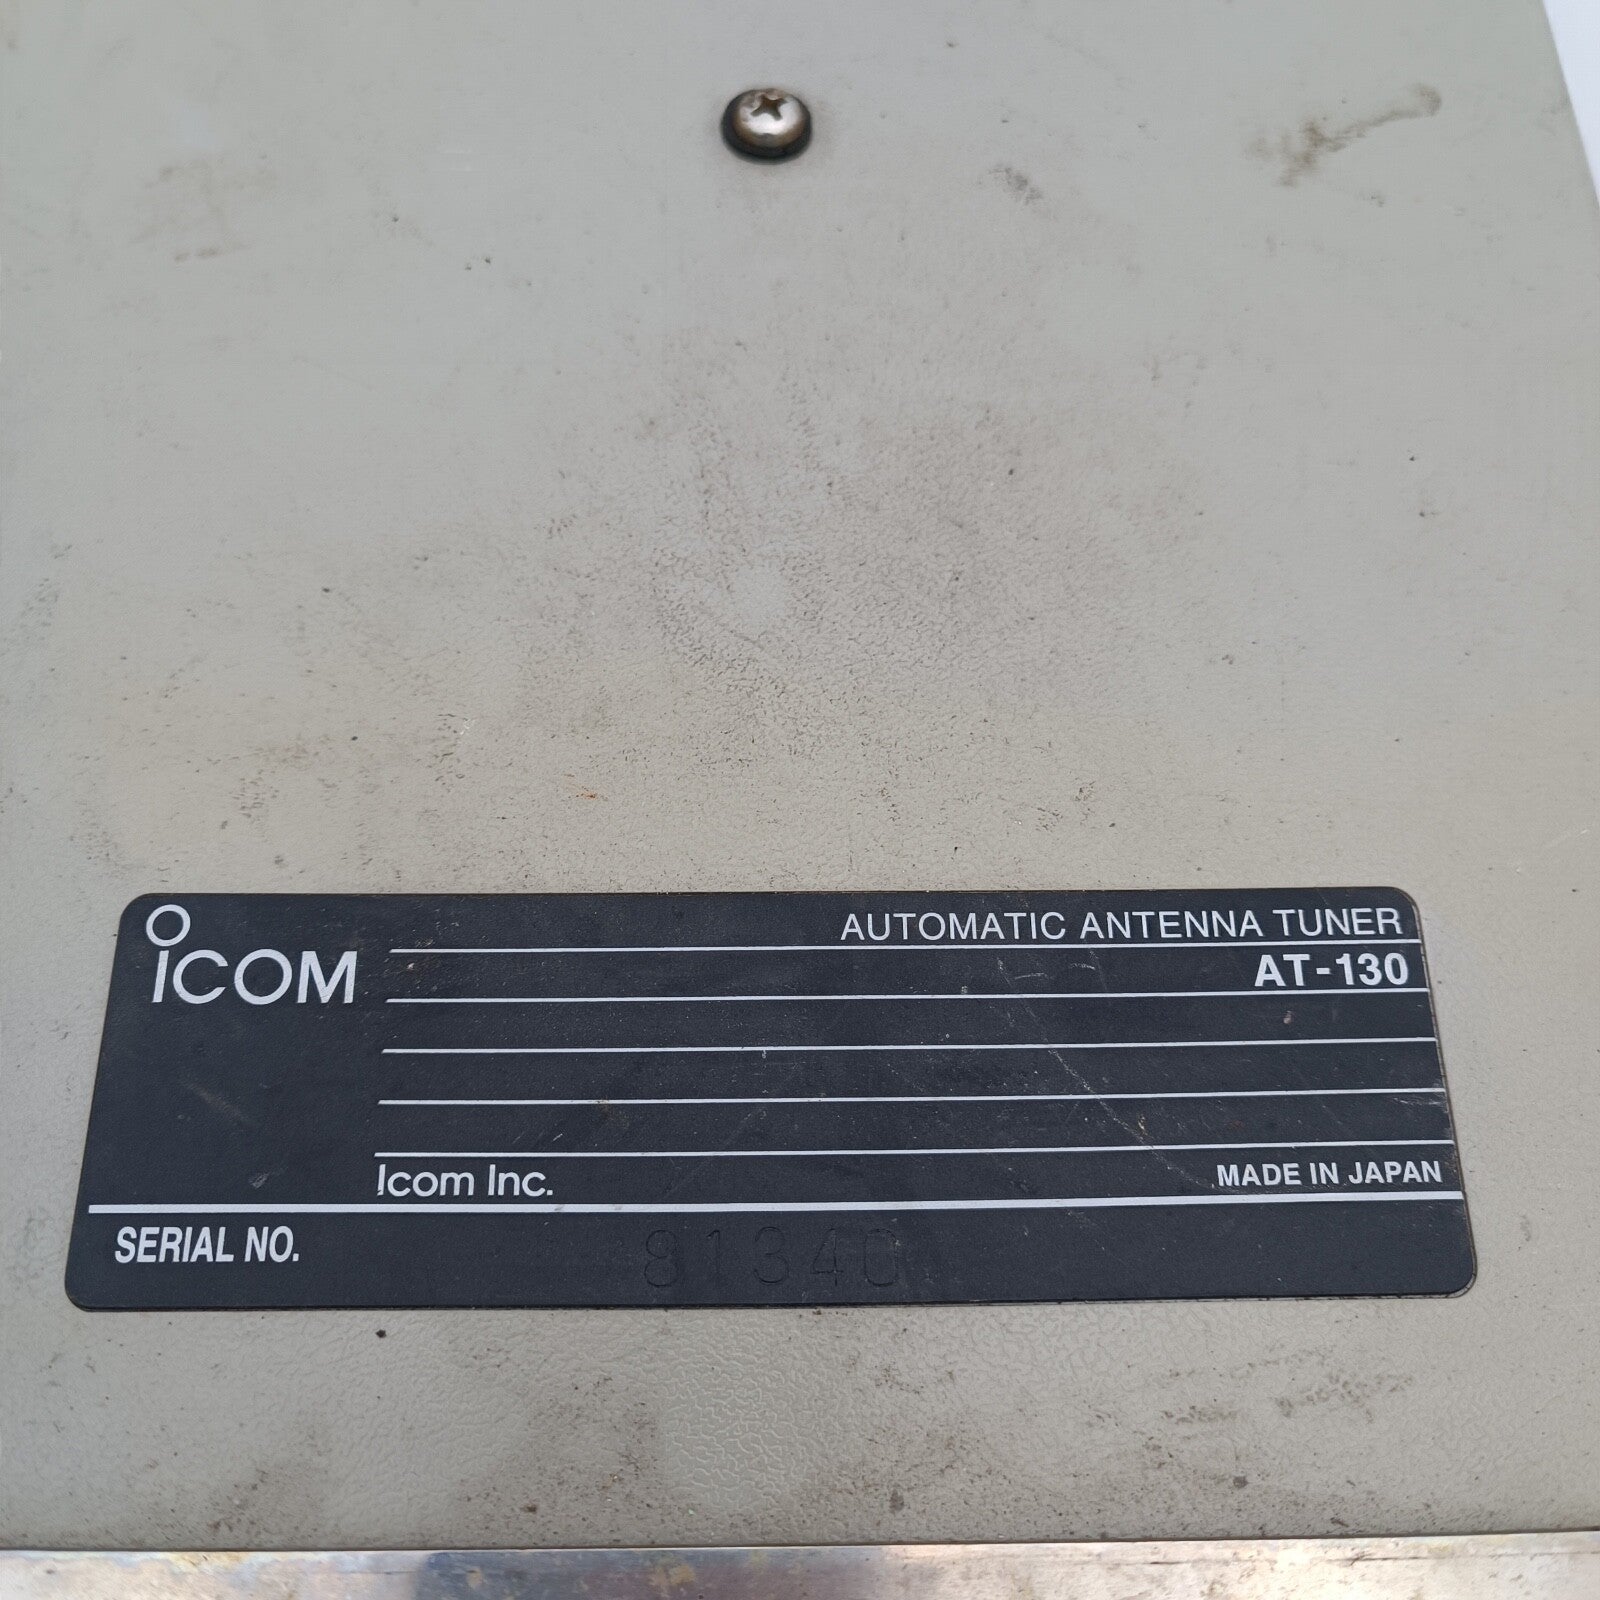 ICOM
AUTOMATIC ANTENNA TUNER
AT-130
Icom Inc.
MADE IN JAPAN
SERIAL NO. 81340